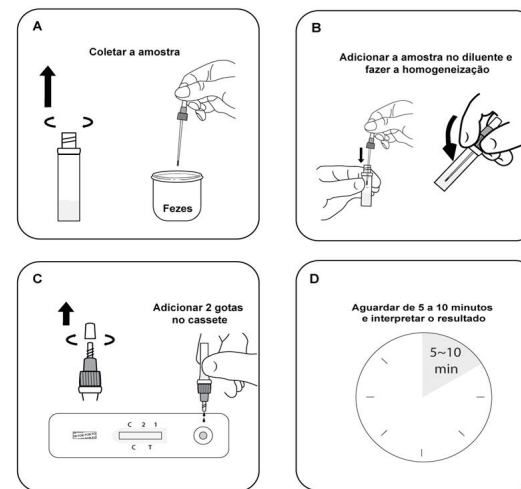 A
Coletar a amostra
Fezes
B
Adicionar a amostra no diluente e
fazer a homogeneização
C
Adicionar 2 gotas
no cassete
C 2 1
C T
D
Aguardar de 5 a 10 minutos
e interpretar o resultado
5~10
min